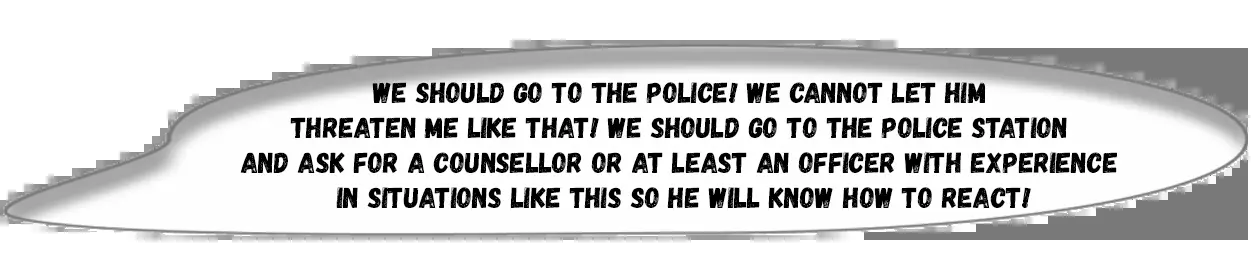 WE SHOULD GO TO THE POLICE! WE CANNOT LET HIM
THREATEN ME LIKE THAT! WE SHOULD GO TO THE POLICE STATION
AND ASK FOR A COUNSELLOR OR AT LEAST AN OFFICER WITH EXPERIENCE
IN SITUATIONS LIKE THIS SO HE WILL KNOW HOW TO REACT!